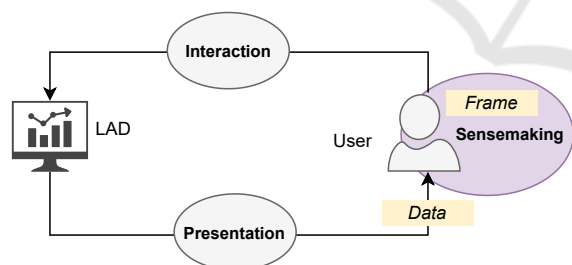 Interaction
Frame
LAD
User
Sensemaking
Data
Presentation